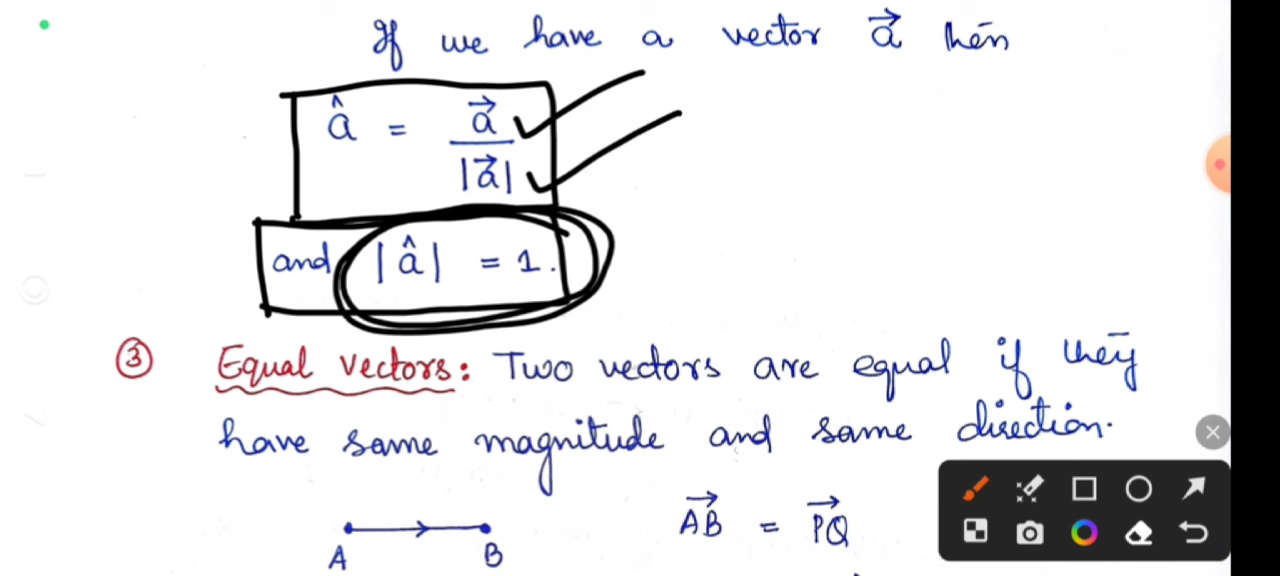 If we have a vector a⃗ then
â = a⃗ / |a⃗|
and |â| = 1.
③ Equal vectors: Two vectors are equal if they
have same magnitude and same direction.
A B AB⃗ = PQ⃗